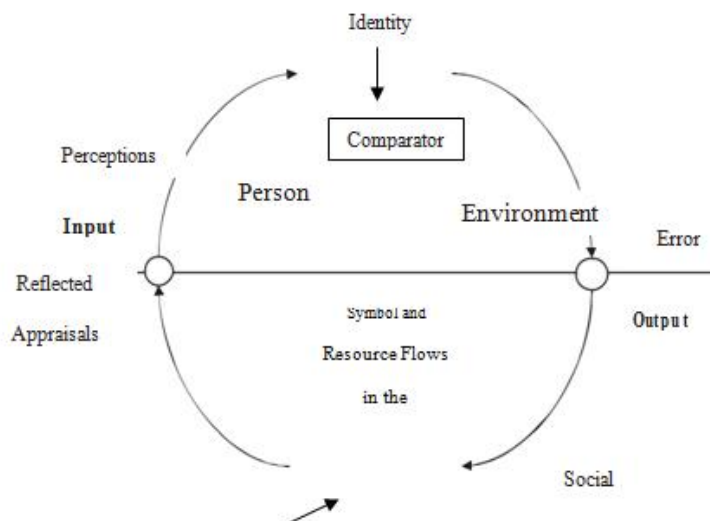 Identity
Comparator
Perceptions
Person
Environment
Input
Error
Reflected
Symbol and
Output
Appraisals
Resource Flows
in the
Social